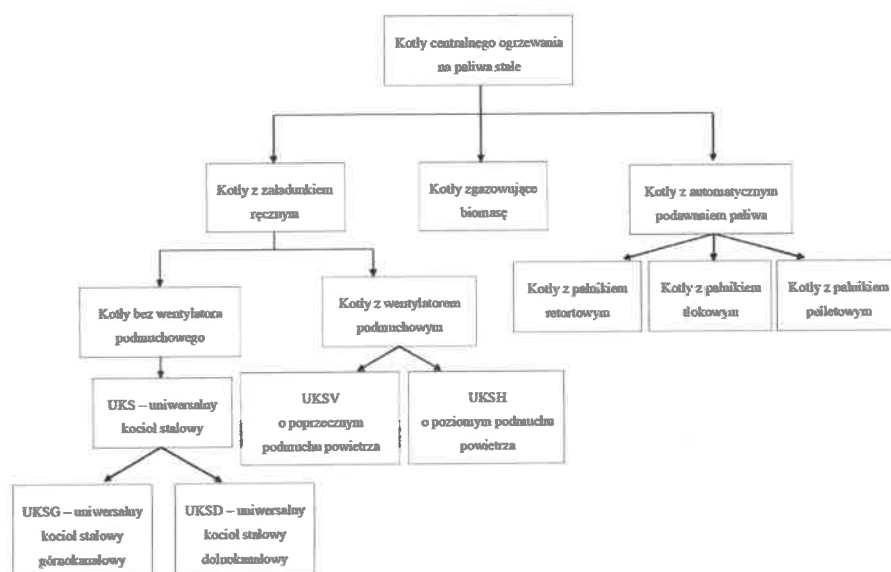 Kotły centralnego ogrzewania
na paliwa stałe
Kotły z załadunkiem
ręcznym
Kotły zgazowujące
biomasę
Kotły z automatycznym
podawaniem paliwa
Kotły z palnikiem
retortowym
Kotły z palnikiem
tłokowym
Kotły z palnikiem
pelletowym
Kotły bez wentylatora
podmuchowego
Kotły z wentylatorem
podmuchowym
UKS – uniwersalny
kocioł stalowy
UKSV
o poprzecznym
podmuchu powietrza
UKSH
o poziomym podmuchu
powietrza
UKSG – uniwersalny
kocioł stalowy
górnokanałowy
UKSD – uniwersalny
kocioł stalowy
dolnokanałowy